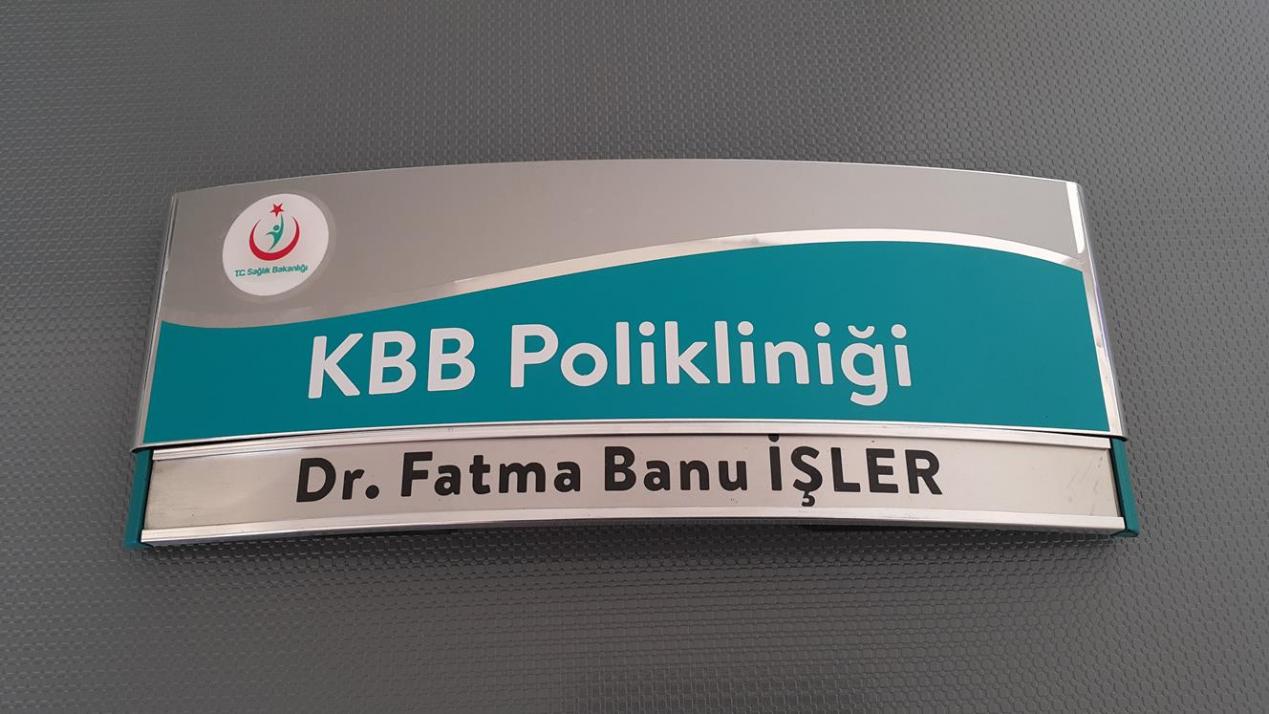 T.C. Sağlık Bakanlığı
KBB Polikliniği
Dr. Fatma Banu İŞLER